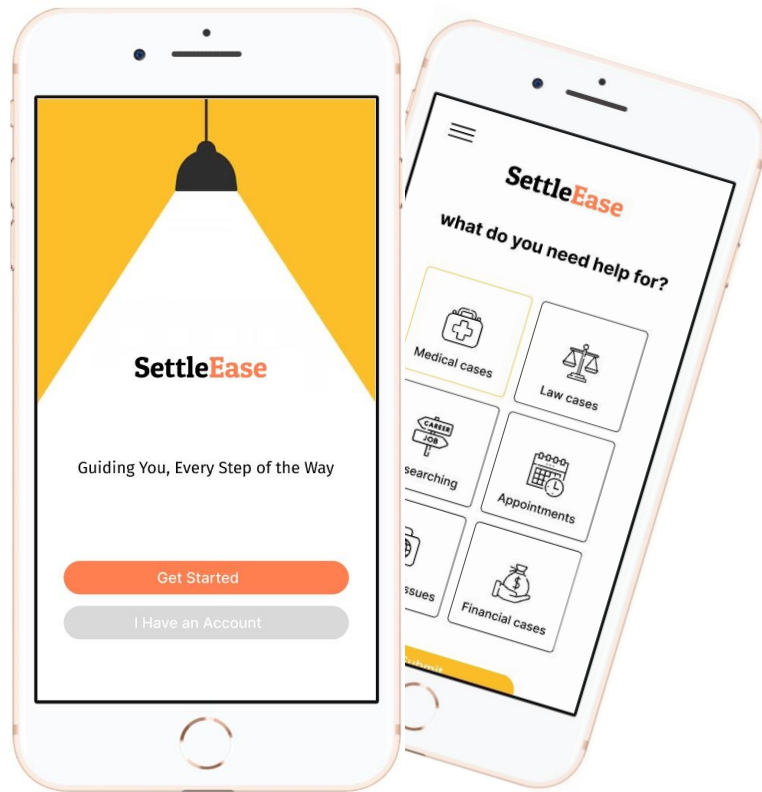 SettleEase
Guiding You, Every Step of the Way
Get Started
I Have an Account
SettleEase
what do you need help for?
Medical cases
Law cases
CAREER
JOB
searching
Appointments
ssues
Financial cases
Submit